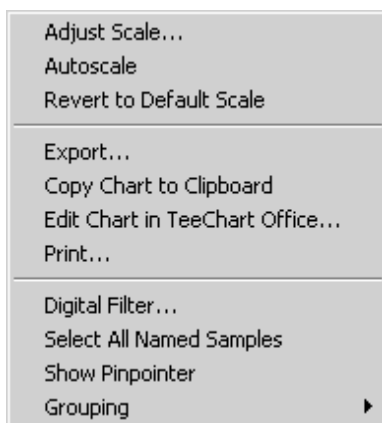 Adjust Scale...
Autoscale
Revert to Default Scale
Export...
Copy Chart to Clipboard
Edit Chart in TeeChart Office...
Print...
Digital Filter...
Select All Named Samples
Show Pinpointer
Grouping